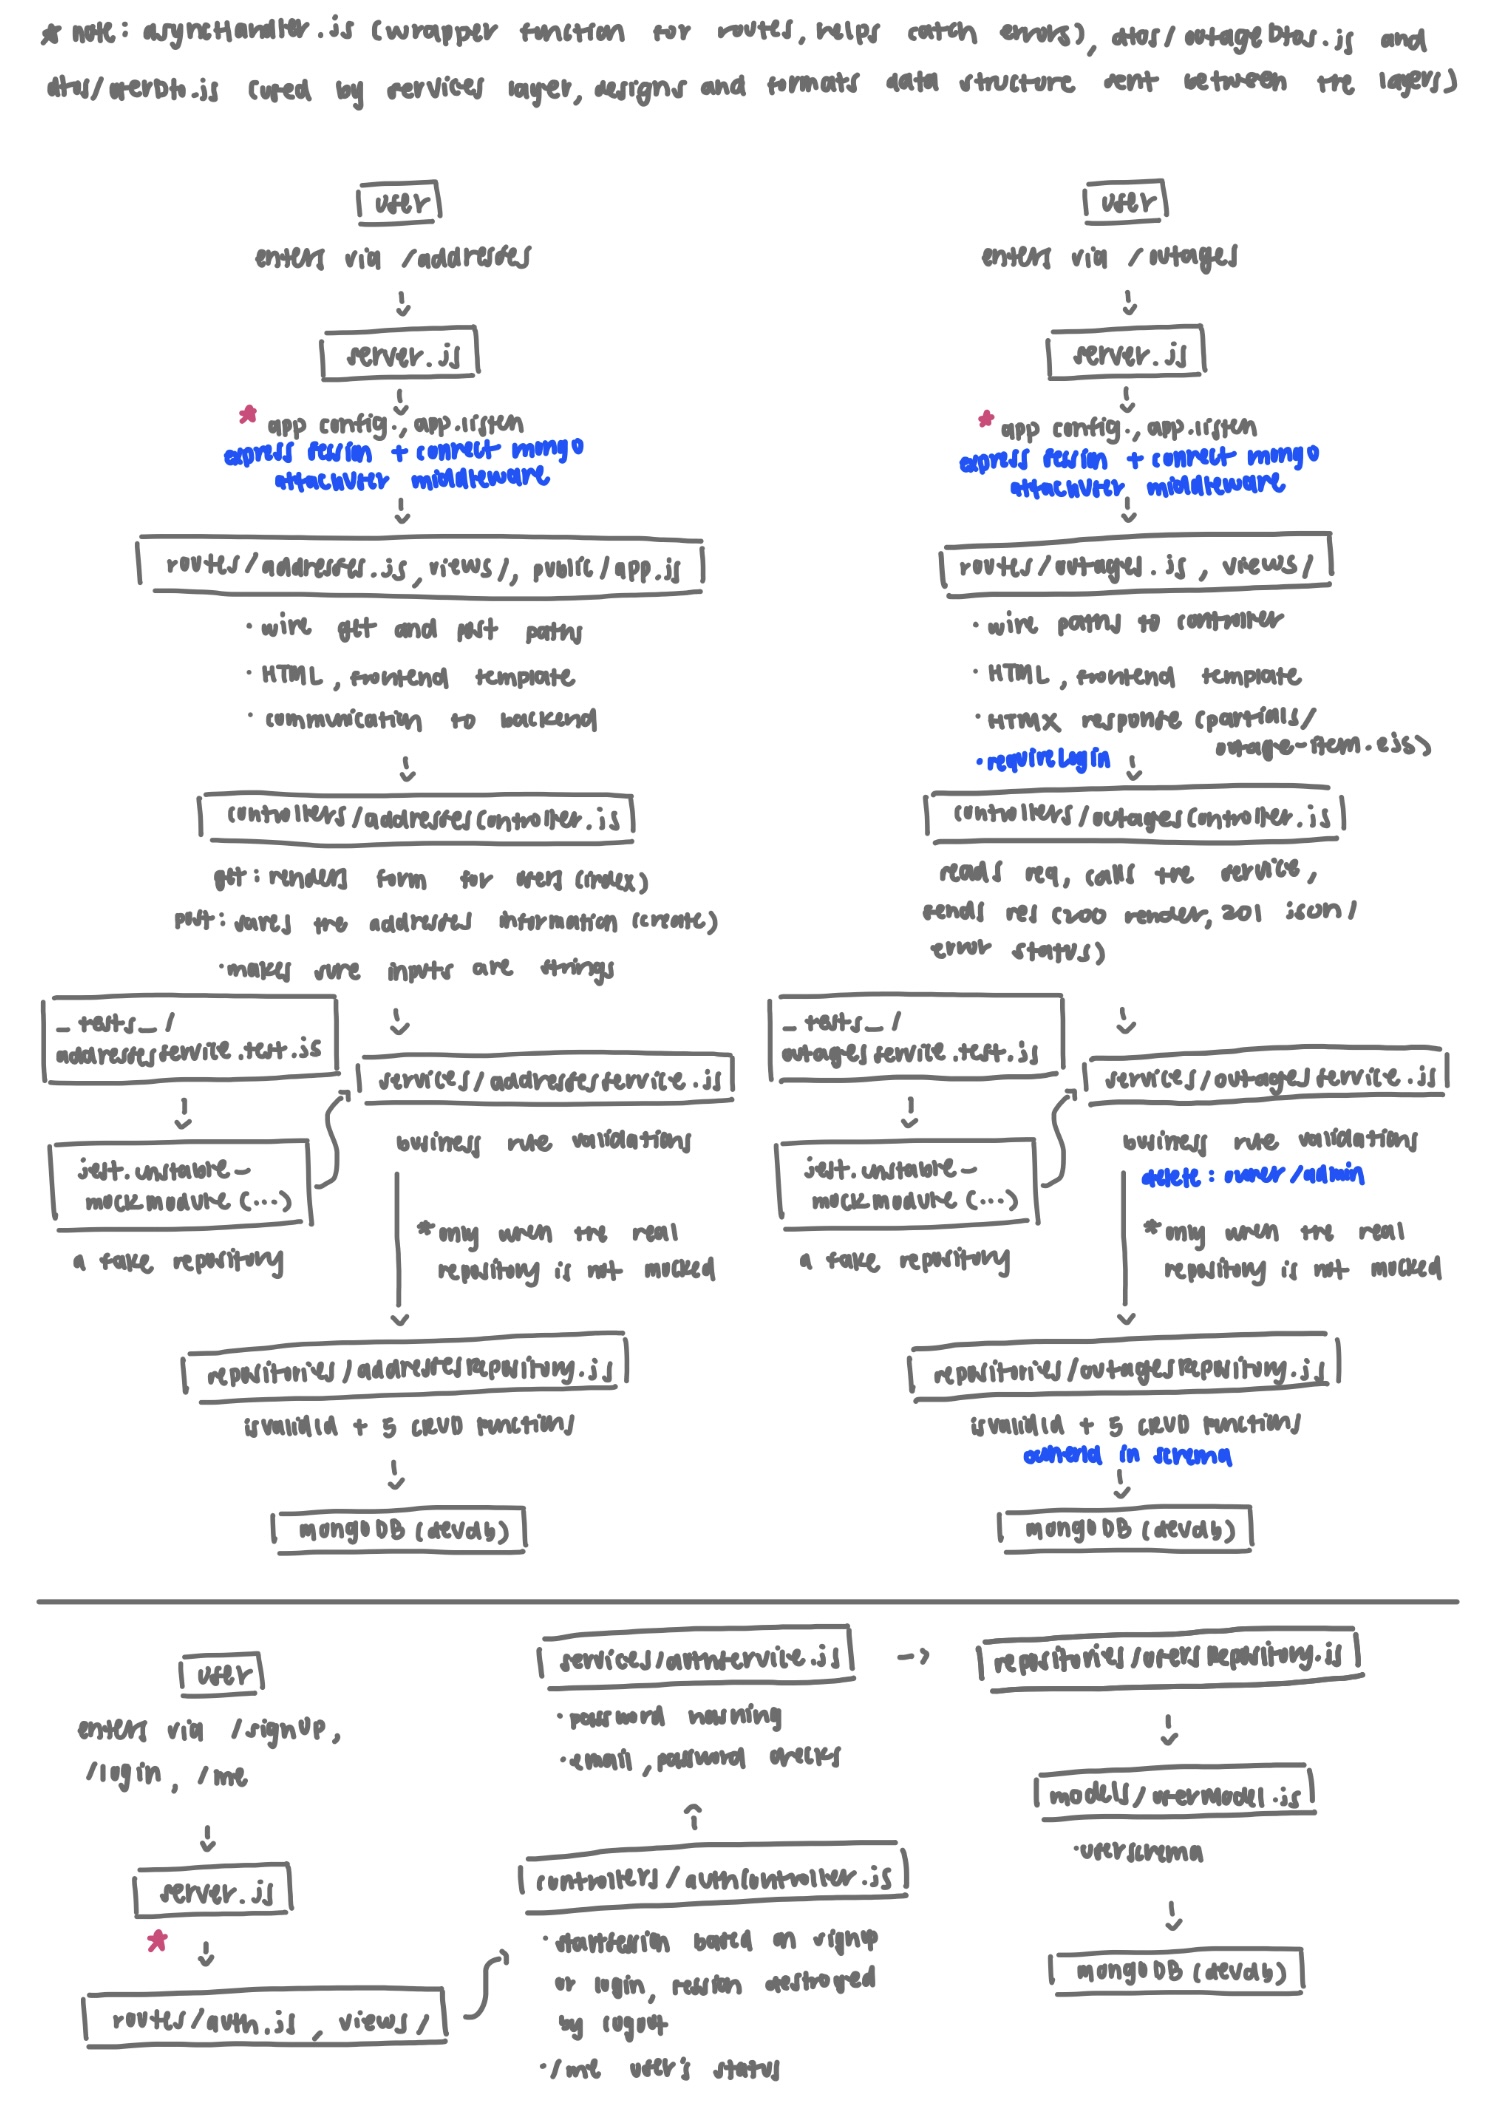 * note: asyncHandler.js (wrapper function for routes, helps catch errors), dtos/outageDtos.js and
dtos/userDto.js (used by services layer, designs and formats data structure sent between the layers)
user
enters via /addresses
server.js
* app config., app.listen
express session + connect mongo
attachUser middleware
routes/addresses.js, views/, public/app.js
· wire get and post paths
· HTML, frontend template
· communication to backend
controllers/addressesController.js
get: renders form for users (index)
post: saves the addresses information (create)
· makes sure inputs are strings
_tests_/
addressesService.test.js
services/addressesService.js
jest.unstable_
mockmodule(...)
a fake repository
business rule validations
* only when the real
repository is not mocked
repositories/addressesRepository.js
isvalidId + 5 CRUD functions
mongoDB (devdb)
user
enters via /outages
server.js
* app config., app.listen
express session + connect mongo
attachUser middleware
routes/outages.js, views/
· wire paths to controller
· HTML, frontend template
· HTMX response (partials/
outage-item.ejs)
· requireLogin
controllers/outagesController.js
reads req, calls the service,
sends res (200 render, 201 json/
error status)
_tests_/
outagesService.test.js
services/outagesService.js
jest.unstable_
mockmodule(...)
a fake repository
business rule validations
delete: owner/admin
* only when the real
repository is not mocked
repositories/outagesRepository.js
isvalidId + 5 CRUD functions
ownerId in schema
mongoDB (devdb)
user
enters via /signup,
/login, /me
server.js
*
routes/auth.js, views/
services/authService.js
· password hashing
· email, password checks
controllers/authController.js
· startSession based on signup
or login, session destroyed
by logout
· /me user's status
repositories/usersRepository.js
models/userModel.js
· userschema
mongoDB (devdb)